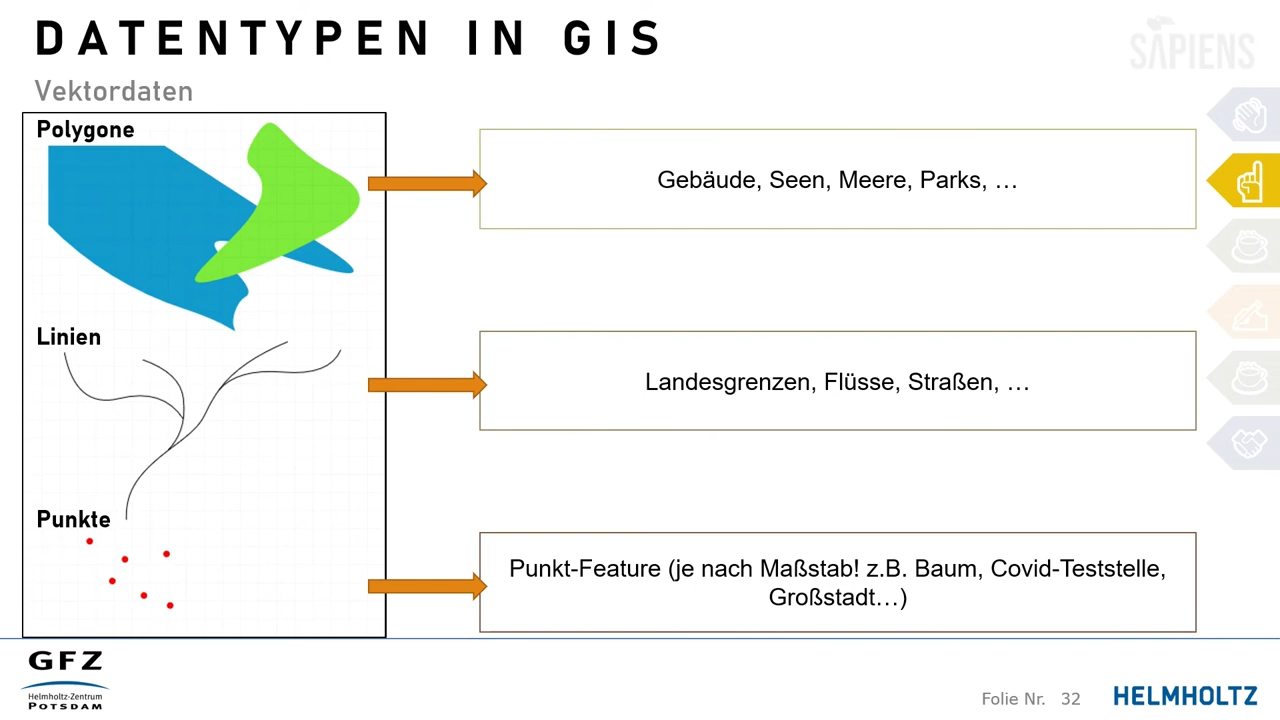 DATENTYPEN IN GIS
SAPIENS
Vektordaten
Polygone
Gebäude, Seen, Meere, Parks, …
Linien
Landesgrenzen, Flüsse, Straßen, …
Punkte
Punkt-Feature (je nach Maßstab! z.B. Baum, Covid-Teststelle,
Großstadt…)
GFZ
Helmholtz-Zentrum
POTSDAM
Folie Nr. 32
HELMHOLTZ